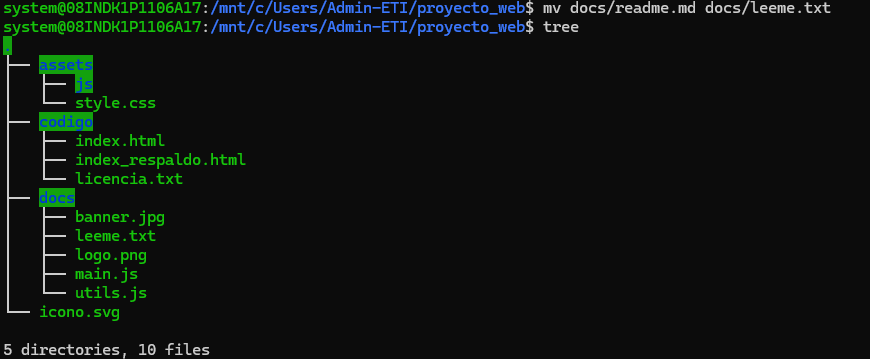 system@08INDK1P1106A17:/mnt/c/Users/Admin-ETI/proyecto_web$ mv docs/readme.md docs/leeme.txt
system@08INDK1P1106A17:/mnt/c/Users/Admin-ETI/proyecto_web$ tree
.
├── assets
│   ├── js
│   └── style.css
├── codigo
│   ├── index.html
│   ├── index_respaldo.html
│   └── licencia.txt
├── docs
│   ├── banner.jpg
│   ├── leeme.txt
│   ├── logo.png
│   ├── main.js
│   └── utils.js
└── icono.svg
5 directories, 10 files